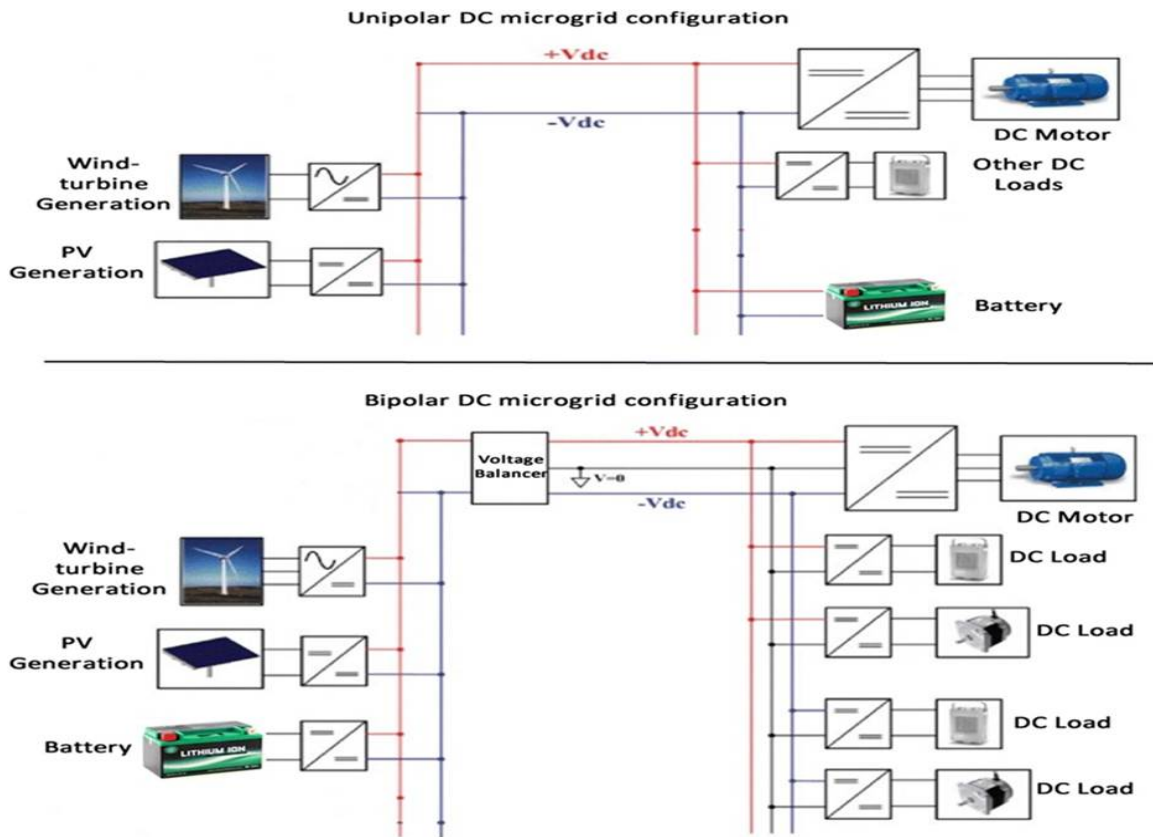 Unipolar DC microgrid configuration
+Vdc
-Vdc
DC Motor
Wind-
turbine
Generation
Other DC
Loads
PV
Generation
LITHIUM ION
Battery
Bipolar DC microgrid configuration
+Vdc
Voltage
Balancer
V=0
-Vdc
DC Motor
Wind-
turbine
Generation
DC Load
PV
Generation
DC Load
Battery
LITHIUM ION
DC Load
DC Load